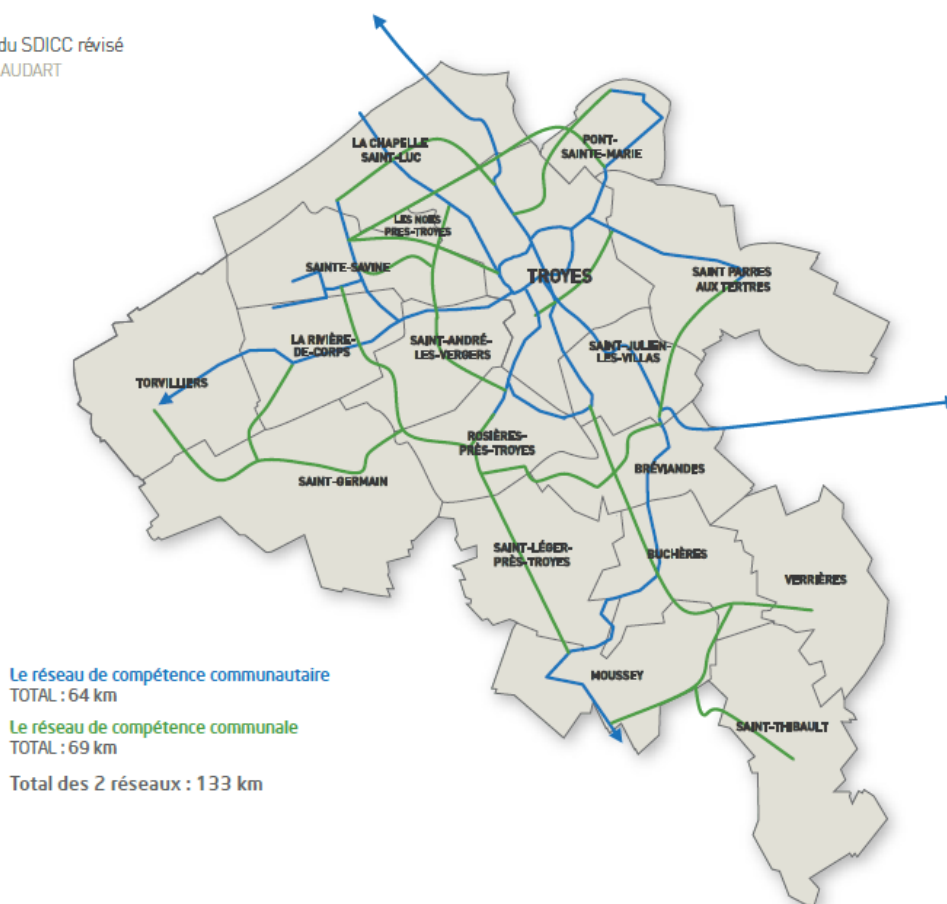 du SDICC révisé
AUDART
LA CHAPELLE
SAINT-LUC
PONT-
SAINTE-MARIE
LES NOES
PRES-TROYES
SAINTE-SAVINE
TROYES
SAINT PARRES
AUX TERTRES
LA RIVIÈRE-
DE-CORPS
SAINT-ANDRÉ-
LES-VERGERS
SAINT-JULIEN-
LES-VILLAS
TORVILLIERS
ROSIÈRES-
PRÈS-TROYES
SAINT-GERMAIN
BRÉVIANDES
SAINT-LÉGER-
PRÈS-TROYES
BUCHÈRES
VERRIÈRES
MOUSSEY
SAINT-THIBAULT
Le réseau de compétence communautaire
TOTAL : 64 km
Le réseau de compétence communale
TOTAL : 69 km
Total des 2 réseaux : 133 km